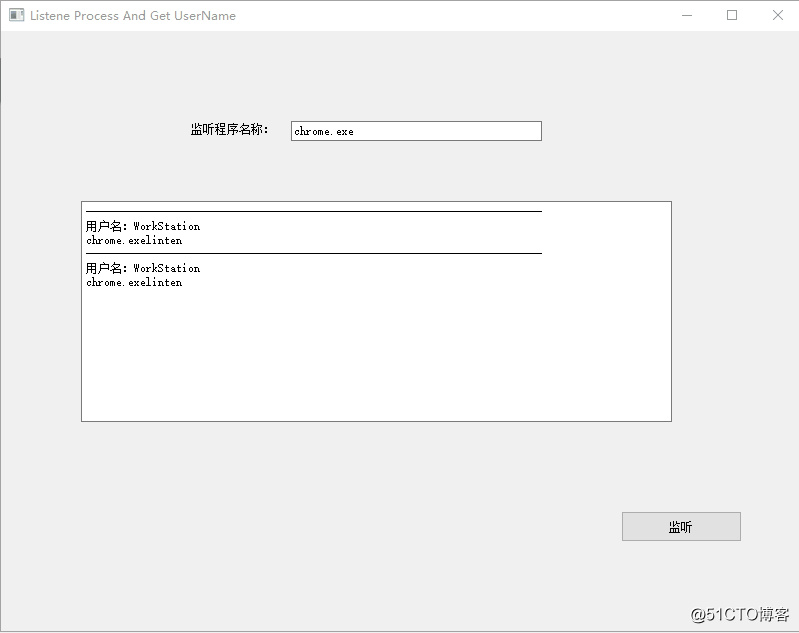 Listene Process And Get UserName
监听程序名称: chrome.exe
用户名: WorkStation
chrome.exelinten
用户名: WorkStation
chrome.exelinten
监听
@51CTO博客